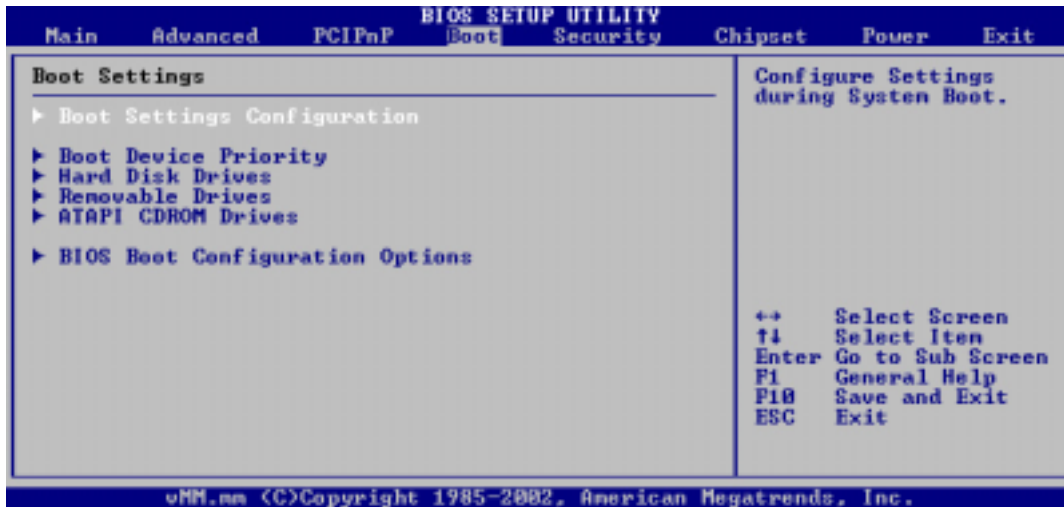 BIOS SETUP UTILITY
Main Advanced PCIPnP Boot Security Chipset Power Exit
Boot Settings
▶ Boot Settings Configuration
▶ Boot Device Priority
▶ Hard Disk Drives
▶ Removable Drives
▶ ATAPI CDROM Drives
▶ BIOS Boot Configuration Options
Configure Settings
during System Boot.
↔ Select Screen
↑↓ Select Item
Enter Go to Sub Screen
F1 General Help
F10 Save and Exit
ESC Exit
vMM.mm (C)Copyright 1985-2002, American Megatrends, Inc.